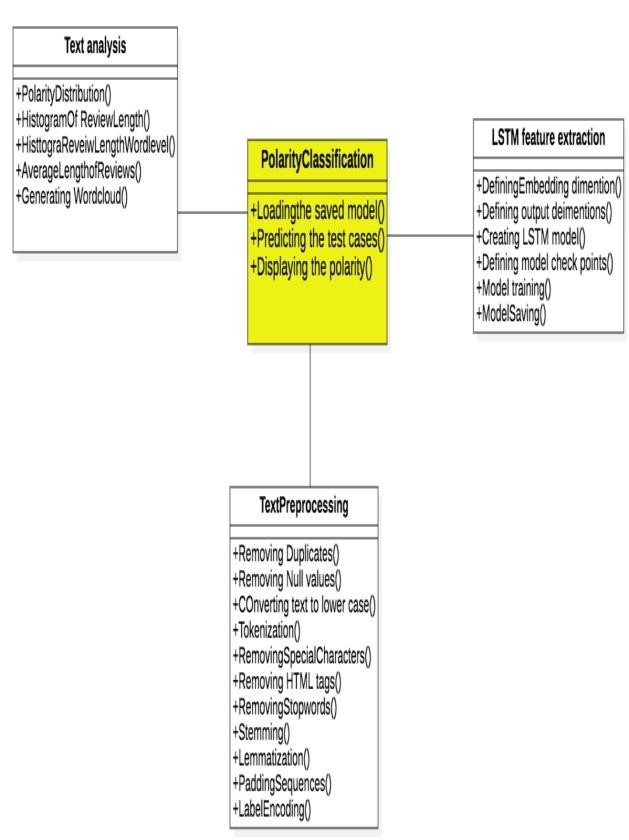 Text analysis
+PolarityDistribution()
+HistogramOf ReviewLength()
+HisttograReveiwLengthWordlevel()
+AverageLengthofReviews()
+Generating Wordcloud()
PolarityClassification
+Loadingthe saved model()
+Predicting the test cases()
+Displaying the polarity()
LSTM feature extraction
+DefiningEmbedding dimention()
+Defining output deimentions()
+Creating LSTM model()
+Defining model check points()
+Model training()
+ModelSaving()
TextPreprocessing
+Removing Duplicates()
+Removing Null values()
+COnverting text to lower case()
+Tokenization()
+RemovingSpecialCharacters()
+Removing HTML tags()
+RemovingStopwords()
+Stemming()
+Lemmatization()
+PaddingSequences()
+LabelEncoding()